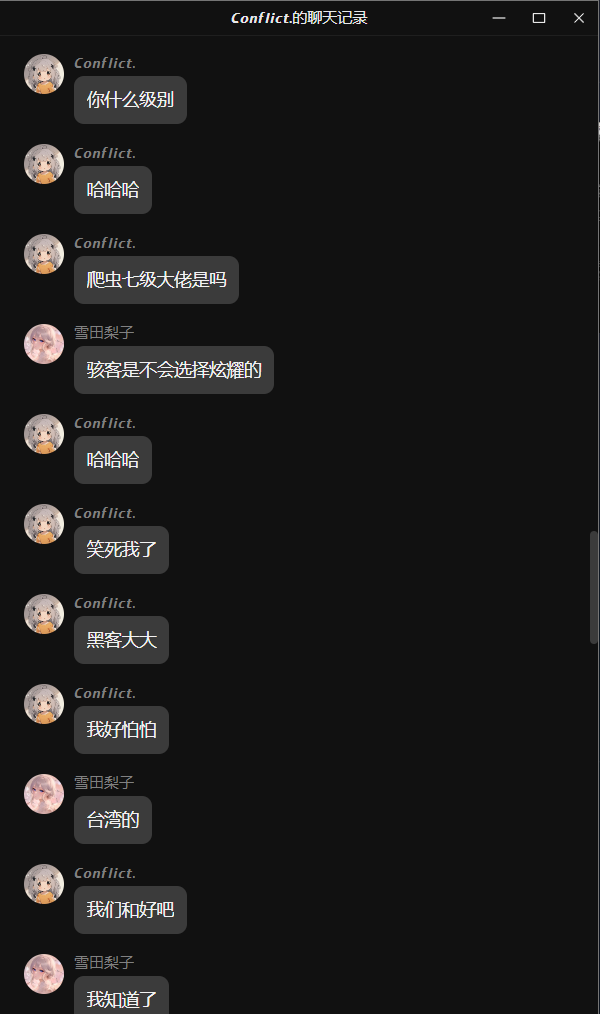 Conflict.的聊天记录
Conflict.
你什么级别
Conflict.
哈哈哈
Conflict.
爬虫七级大佬是吗
雪田梨子
骇客是不会选择炫耀的
Conflict.
哈哈哈
Conflict.
笑死我了
Conflict.
黑客大大
Conflict.
我好怕怕
雪田梨子
台湾的
Conflict.
我们和好吧
雪田梨子
我知道了